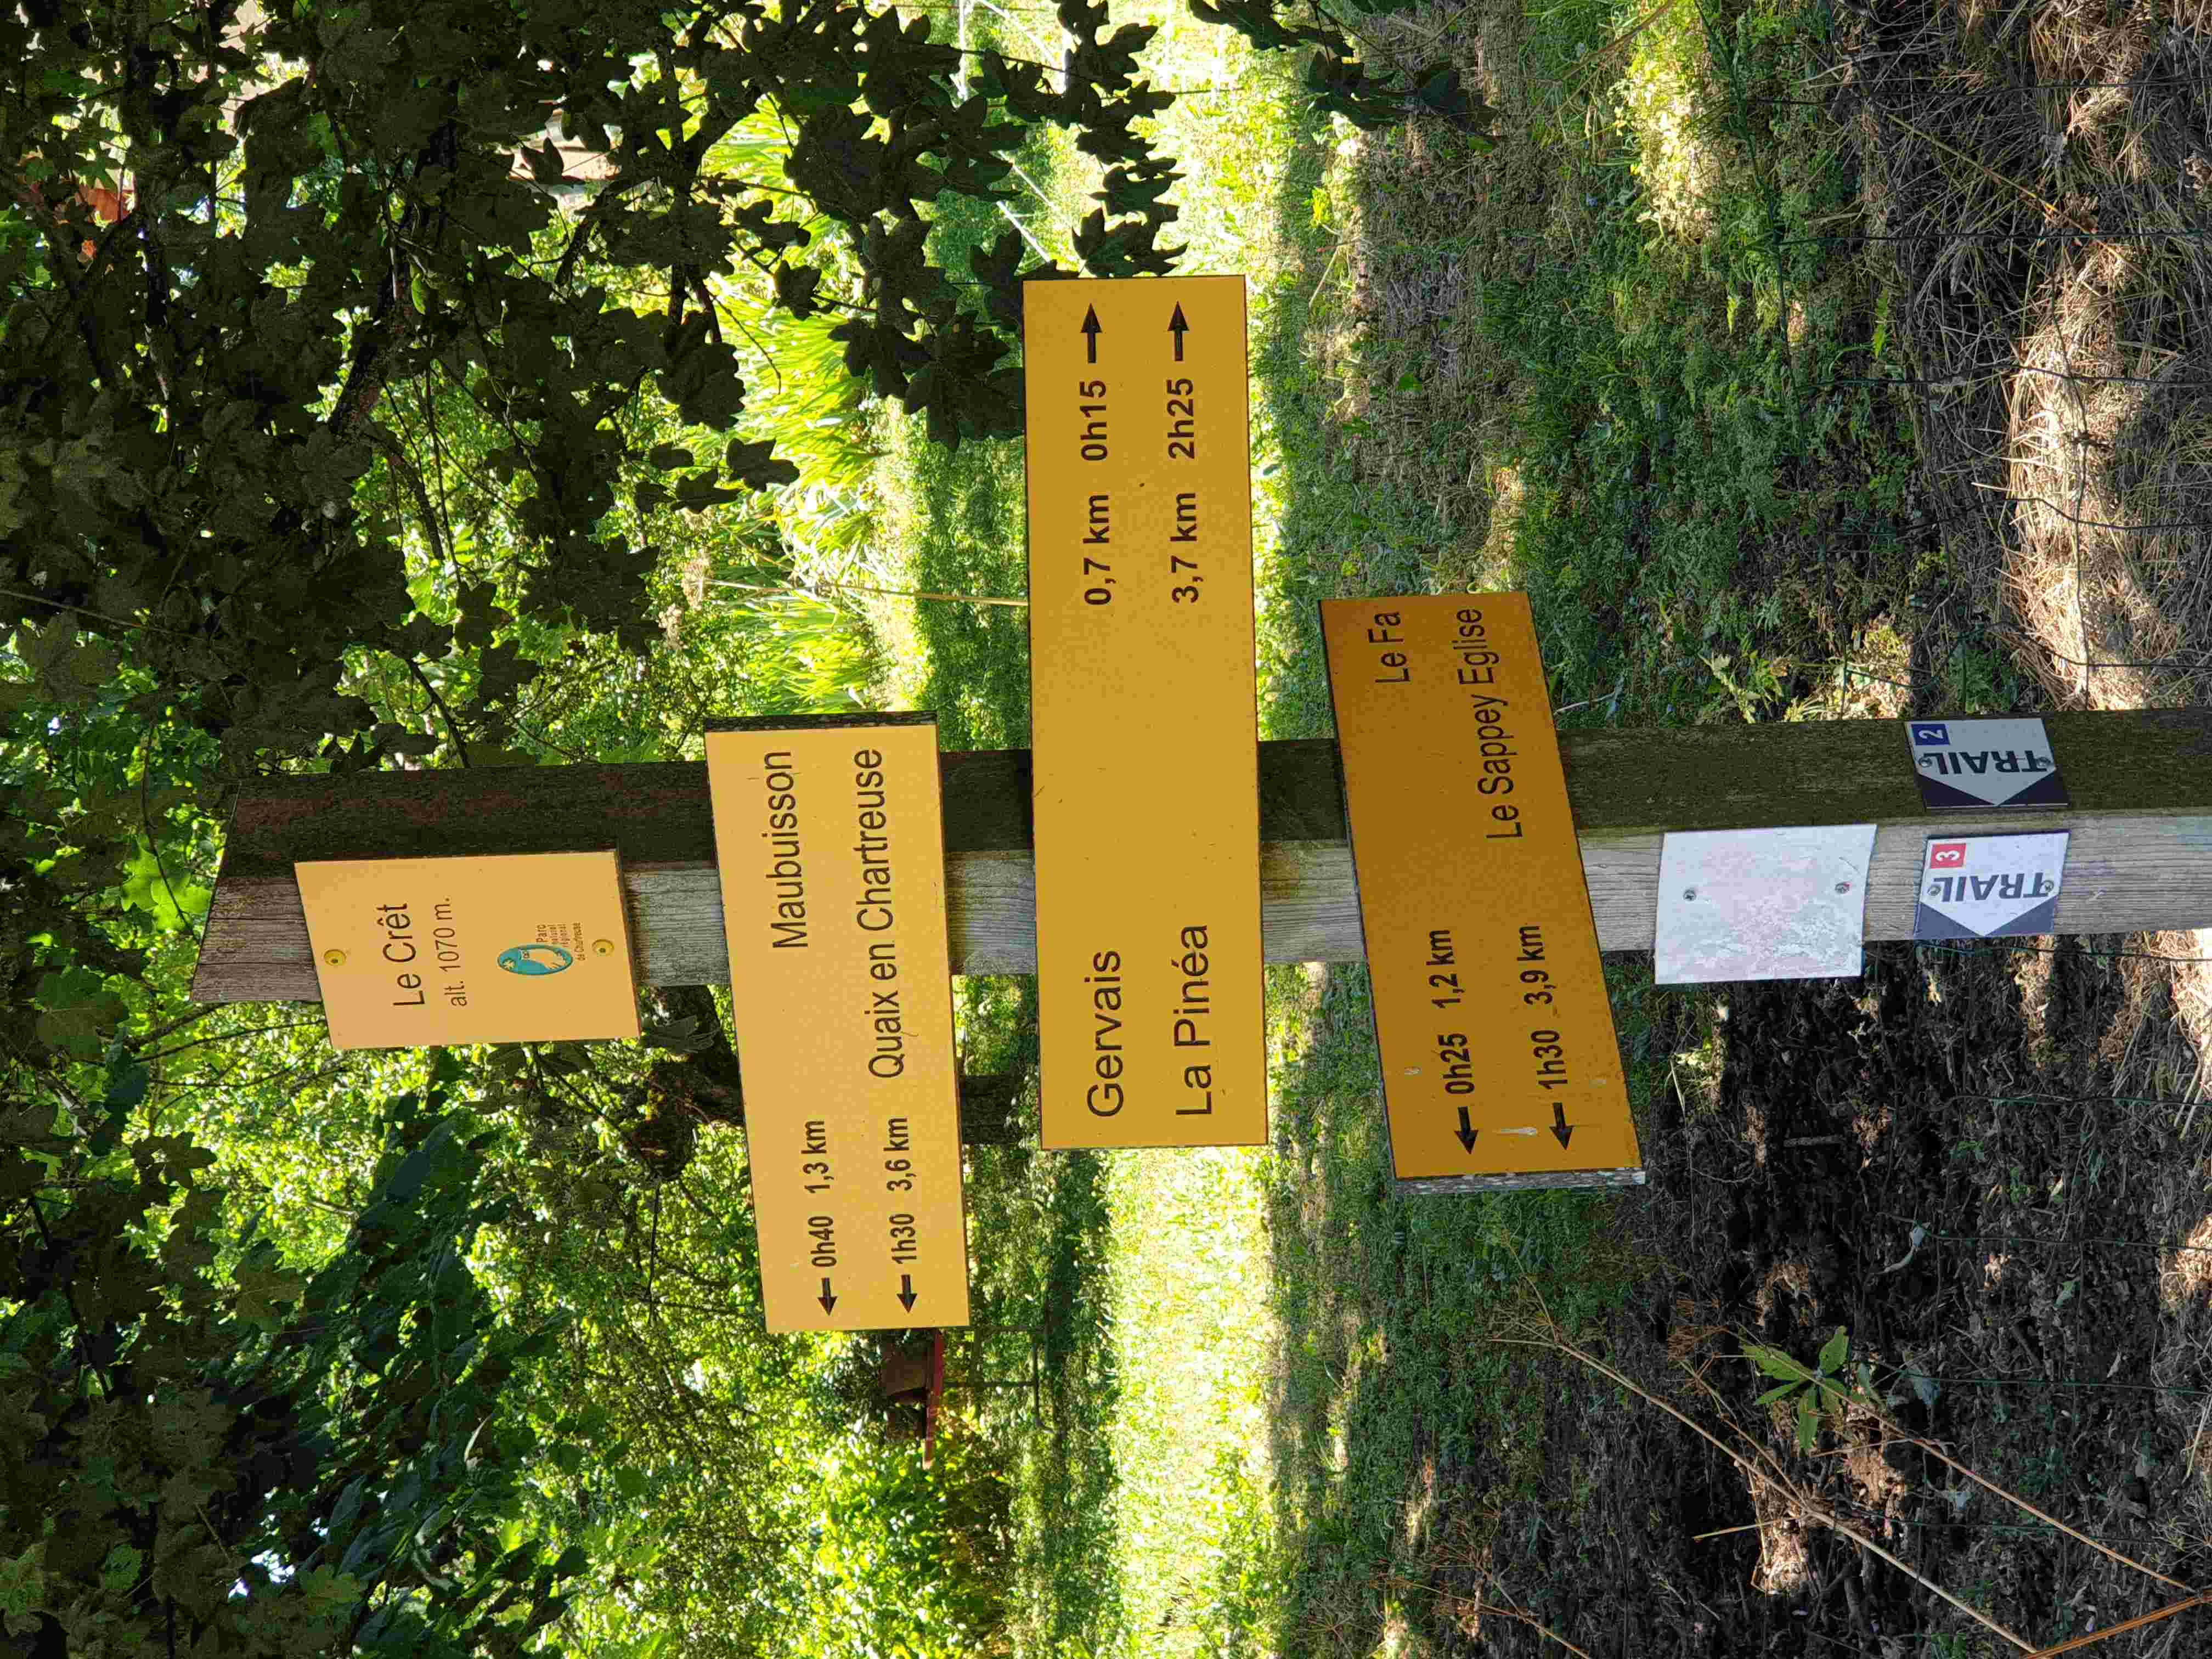 Le Crêt
alt. 1070 m.
Parc
naturel
régional
de Chartreuse
← 0h40 1,3 km Maubuisson
← 1h30 3,6 km Quaix en Chartreuse
Gervais 0,7 km 0h15 →
La Pinéa 3,7 km 2h25 →
← 0h25 1,2 km Le Fa
← 1h30 3,9 km Le Sappey Eglise
TRAIL 3
TRAIL 2